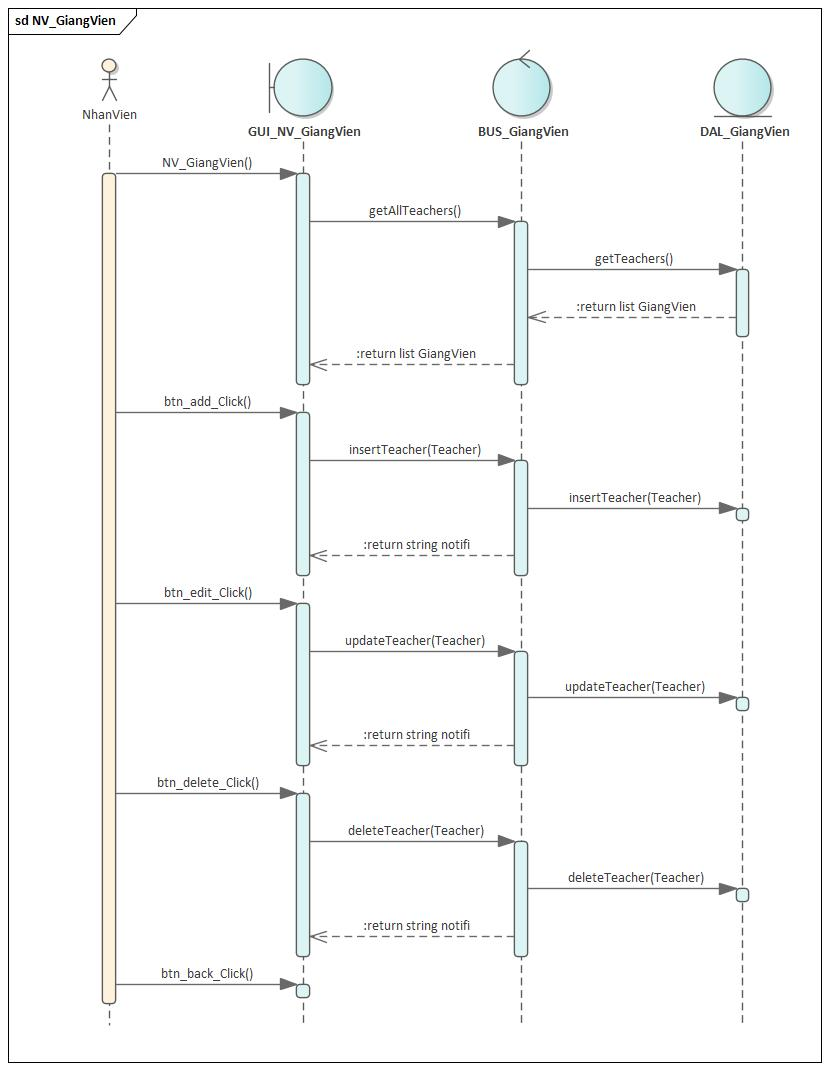 sd NV_GiangVien
NhanVien
GUI_NV_GiangVien
BUS_GiangVien
DAL_GiangVien
NV_GiangVien()
getAllTeachers()
getTeachers()
:return list GiangVien
:return list GiangVien
btn_add_Click()
insertTeacher(Teacher)
insertTeacher(Teacher)
:return string notifi
btn_edit_Click()
updateTeacher(Teacher)
updateTeacher(Teacher)
:return string notifi
btn_delete_Click()
deleteTeacher(Teacher)
deleteTeacher(Teacher)
:return string notifi
btn_back_Click()